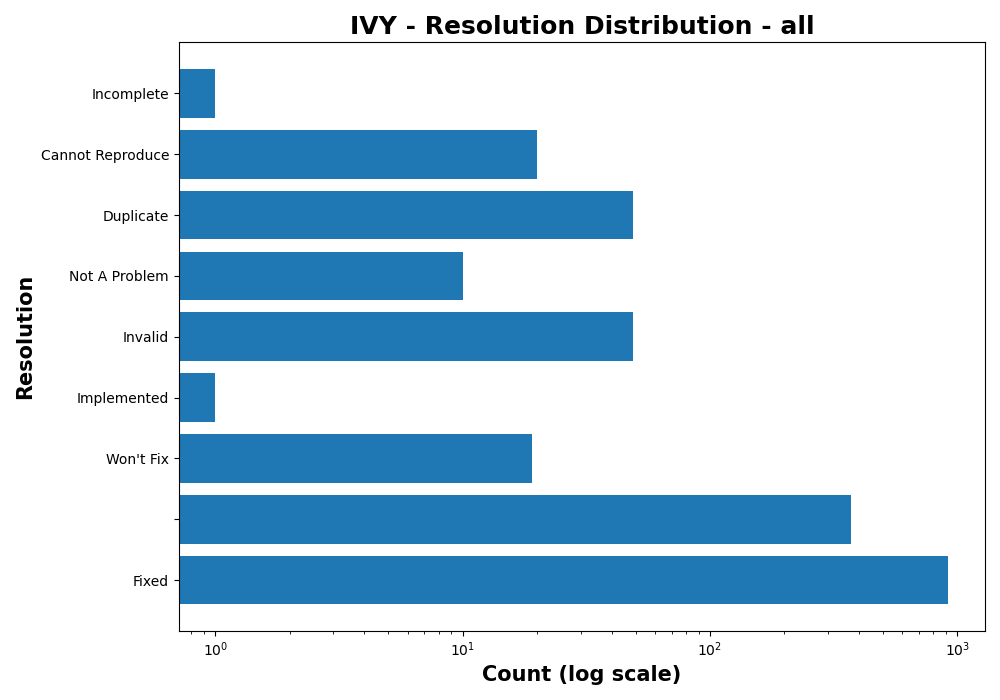 IVY - Resolution Distribution - all
Incomplete
Cannot Reproduce
Duplicate
Not A Problem
Invalid
Implemented
Won't Fix
Fixed
Resolution
10⁰ 10¹ 10² 10³
Count (log scale)